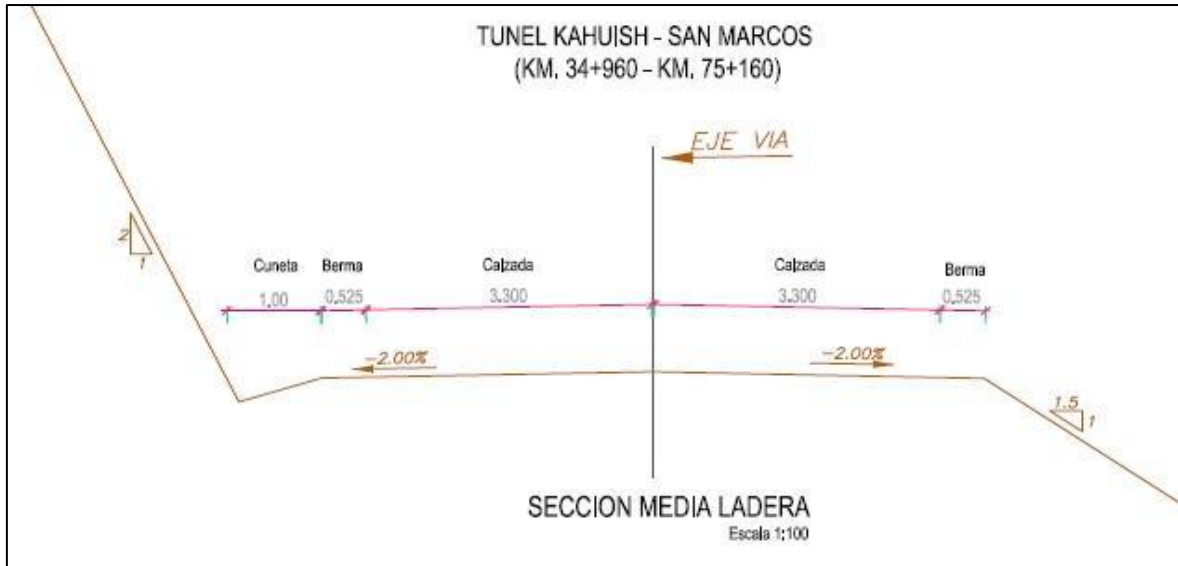 TUNEL KAHUISH - SAN MARCOS
(KM. 34+960 - KM. 75+160)
EJE VIA
2
1
Cuneta Berma Calzada Calzada Berma
1.00 0.525 3.300 3.300 0.525
-2.00% -2.00%
1.5
1
SECCION MEDIA LADERA
Escala 1:100